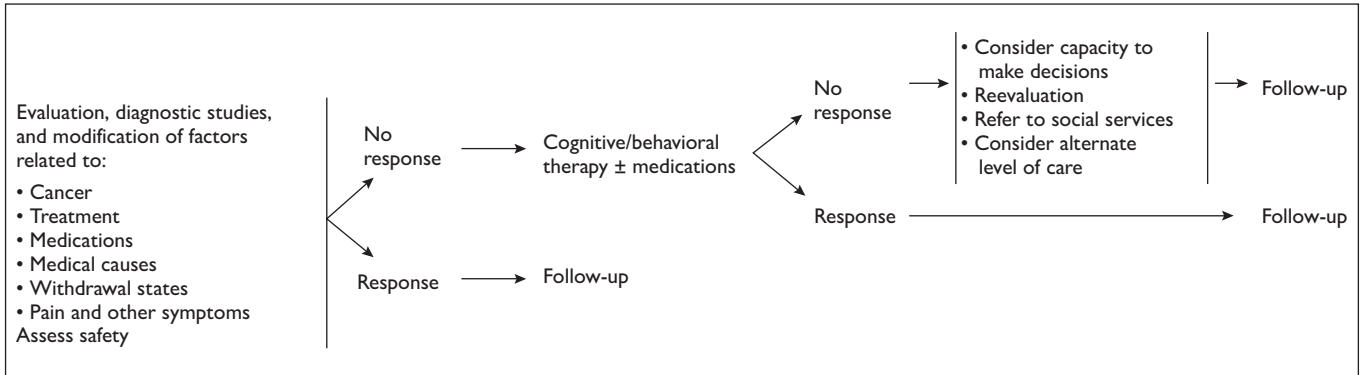 Evaluation, diagnostic studies,
and modification of factors
related to:
• Cancer
• Treatment
• Medications
• Medical causes
• Withdrawal states
• Pain and other symptoms
Assess safety
No
response
Response
Cognitive/behavioral
therapy ± medications
Follow-up
No
response
Response
• Consider capacity to
make decisions
• Reevaluation
• Refer to social services
• Consider alternate
level of care
Follow-up
Follow-up